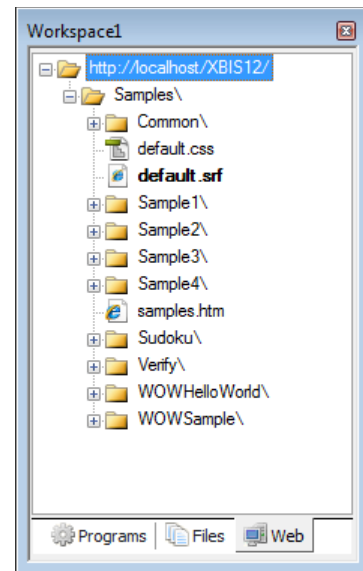 Workspace1
http://localhost/XBIS12/
Samples\
Common\
default.css
default.srf
Sample1\
Sample2\
Sample3\
Sample4\
samples.htm
Sudoku\
Verify\
WOWHelloWorld\
WOWSample\
Programs Files Web